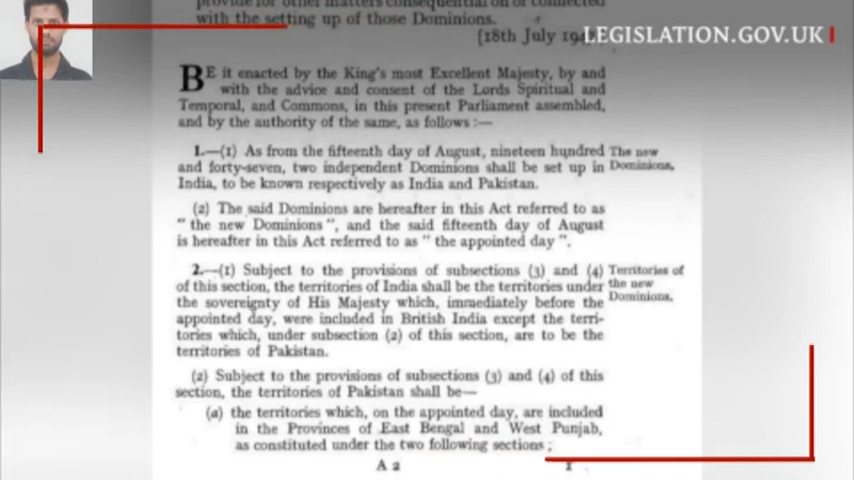 provide for other matters consequential on or connected
with the setting up of those Dominions.
[18th July
LEGISLATION.GOV.UK
BE it enacted by the King's most Excellent Majesty, by and
with the advice and consent of the Lords Spiritual and
Temporal, and Commons, in this present Parliament assembled,
and by the authority of the same, as follows :—
1.—(1) As from the fifteenth day of August, nineteen hundred
and forty-seven, two independent Dominions shall be set up in
India, to be known respectively as India and Pakistan.
The new
Dominions.
(2) The said Dominions are hereafter in this Act referred to as
" the new Dominions ", and the said fifteenth day of August
is hereafter in this Act referred to as " the appointed day ".
2.—(1) Subject to the provisions of subsections (3) and (4)
of this section, the territories of India shall be the territories under
the sovereignty of His Majesty which, immediately before the
appointed day, were included in British India except the terri-
tories which, under subsection (2) of this section, are to be the
territories of Pakistan.
Territories of
the new
Dominions.
(2) Subject to the provisions of subsections (3) and (4) of this
section, the territories of Pakistan shall be—
(a) the territories which, on the appointed day, are included
in the Provinces of East Bengal and West Punjab,
as constituted under the two following sections ;
A 2
1